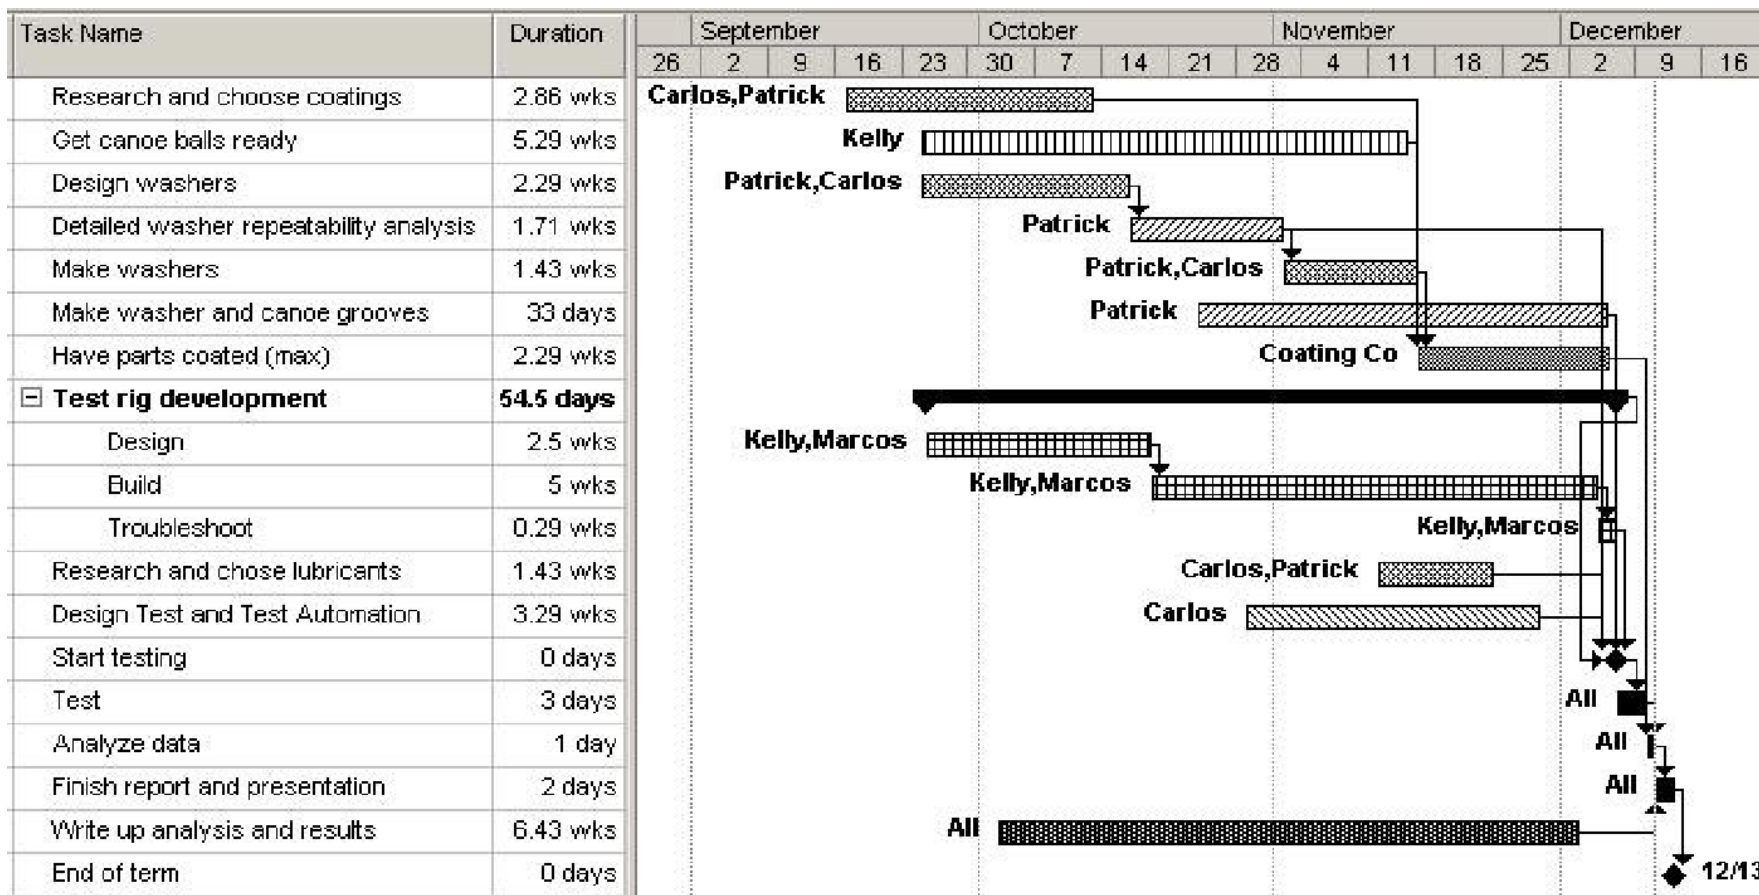 Task Name Duration September October November December
26 2 9 16 23 30 7 14 21 28 4 11 18 25 2 9 16
Research and choose coatings 2.86 wks Carlos,Patrick
Get canoe balls ready 5.29 wks Kelly
Design washers 2.29 wks Patrick,Carlos
Detailed washer repeatability analysis 1.71 wks Patrick
Make washers 1.43 wks Patrick,Carlos
Make washer and canoe grooves 33 days Patrick
Have parts coated (max) 2.29 wks Coating Co
Test rig development 54.5 days
Design 2.5 wks Kelly,Marcos
Build 5 wks Kelly,Marcos
Troubleshoot 0.29 wks Kelly,Marcos
Research and chose lubricants 1.43 wks Carlos,Patrick
Design Test and Test Automation 3.29 wks Carlos
Start testing 0 days
Test 3 days All
Analyze data 1 day All
Finish report and presentation 2 days All
Write up analysis and results 6.43 wks All
End of term 0 days 12/13